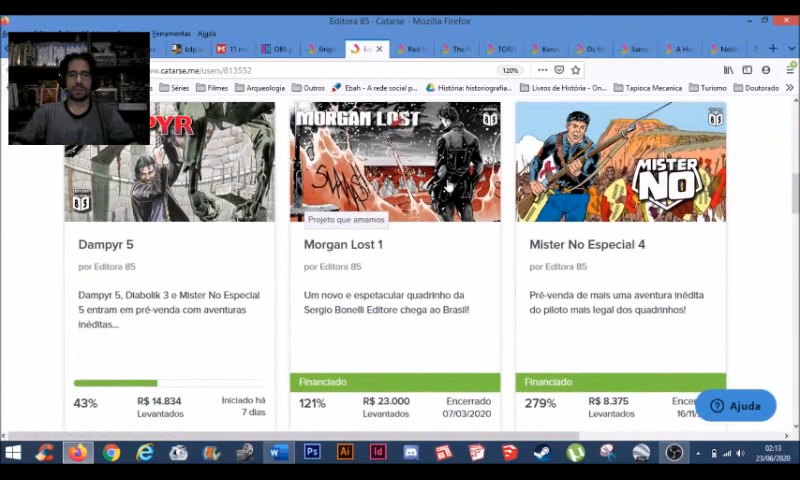 Editora 85 - Catarse - Mozilla Firefox
Ferramentas Ajuda
www.catarse.me/users/813552
120%
Séries Filmes Arqueologia Outros Ebah - A rede social p... História: historiografia... Livros de História - On... Tapioca Mecanica Turismo Doutorado
MORGAN LOST
MISTER NO
Projeto que amamos
Dampyr 5
Morgan Lost 1
Mister No Especial 4
por Editora 85
por Editora 85
por Editora 85
Dampyr 5, Diabolik 3 e Mister No Especial
5 entram em pré-venda com aventuras
inéditas...
Um novo e espetacular quadrinho da
Sergio Bonelli Editore chega ao Brasil!
Pré-venda de mais uma aventura inédita
do piloto mais legal dos quadrinhos!
Financiado
Financiado
43%
R$ 14.834
Levantados
Iniciado há
7 dias
121%
R$ 23.000
Levantados
Encerrado
07/03/2020
279%
R$ 8.375
Levantados
Ajuda
02:13
23/06/2020